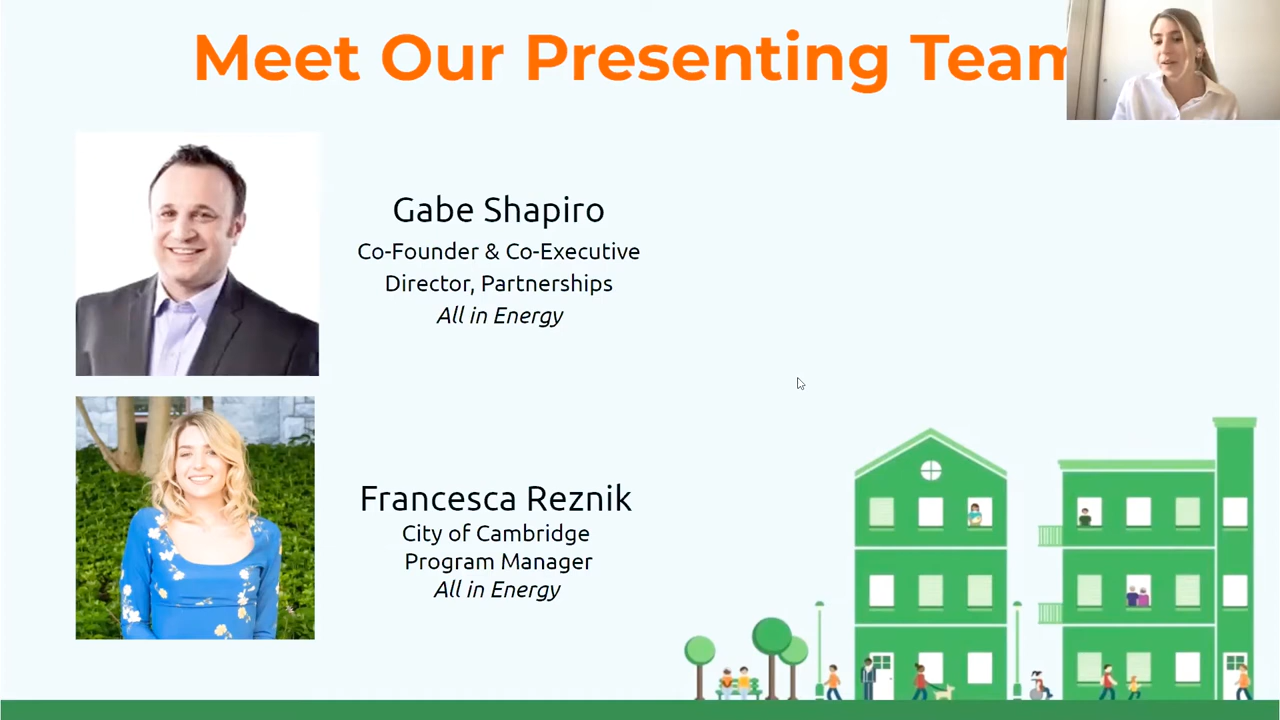 Meet Our Presenting Team
Gabe Shapiro
Co-Founder & Co-Executive
Director, Partnerships
All in Energy
Francesca Reznik
City of Cambridge
Program Manager
All in Energy